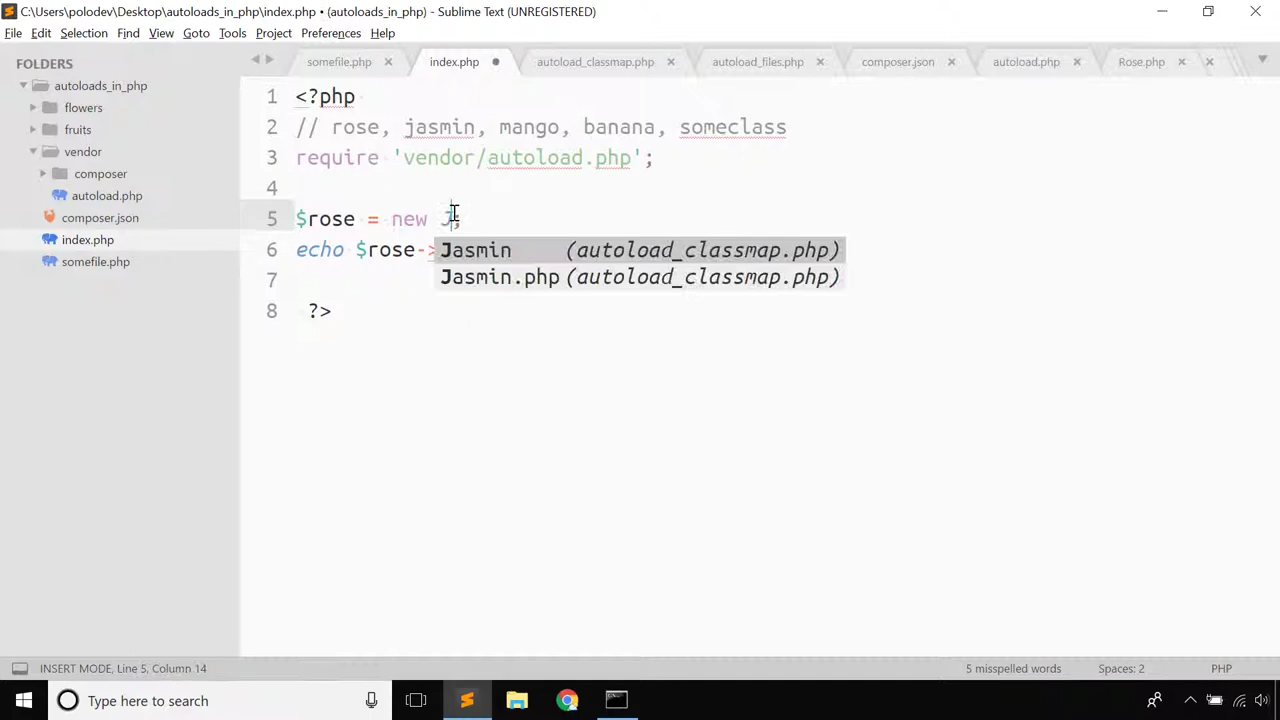 C:\Users\polodev\Desktop\autoloads_in_php\index.php • (autoloads_in_php) - Sublime Text (UNREGISTERED)
File Edit Selection Find View Goto Tools Project Preferences Help
FOLDERS
autoloads_in_php
flowers
fruits
vendor
composer
autoload.php
composer.json
index.php
somefile.php
somefile.php index.php autoload_classmap.php autoload_files.php composer.json autoload.php Rose.php
1 <?php
2 // rose, jasmin, mango, banana, someclass
3 require 'vendor/autoload.php';
4
5 $rose = new J;
6 echo $rose-
Jasmin (autoload_classmap.php)
Jasmin.php (autoload_classmap.php)
7
8 ?>
INSERT MODE, Line 5, Column 14 5 misspelled words Spaces: 2 PHP
Type here to search